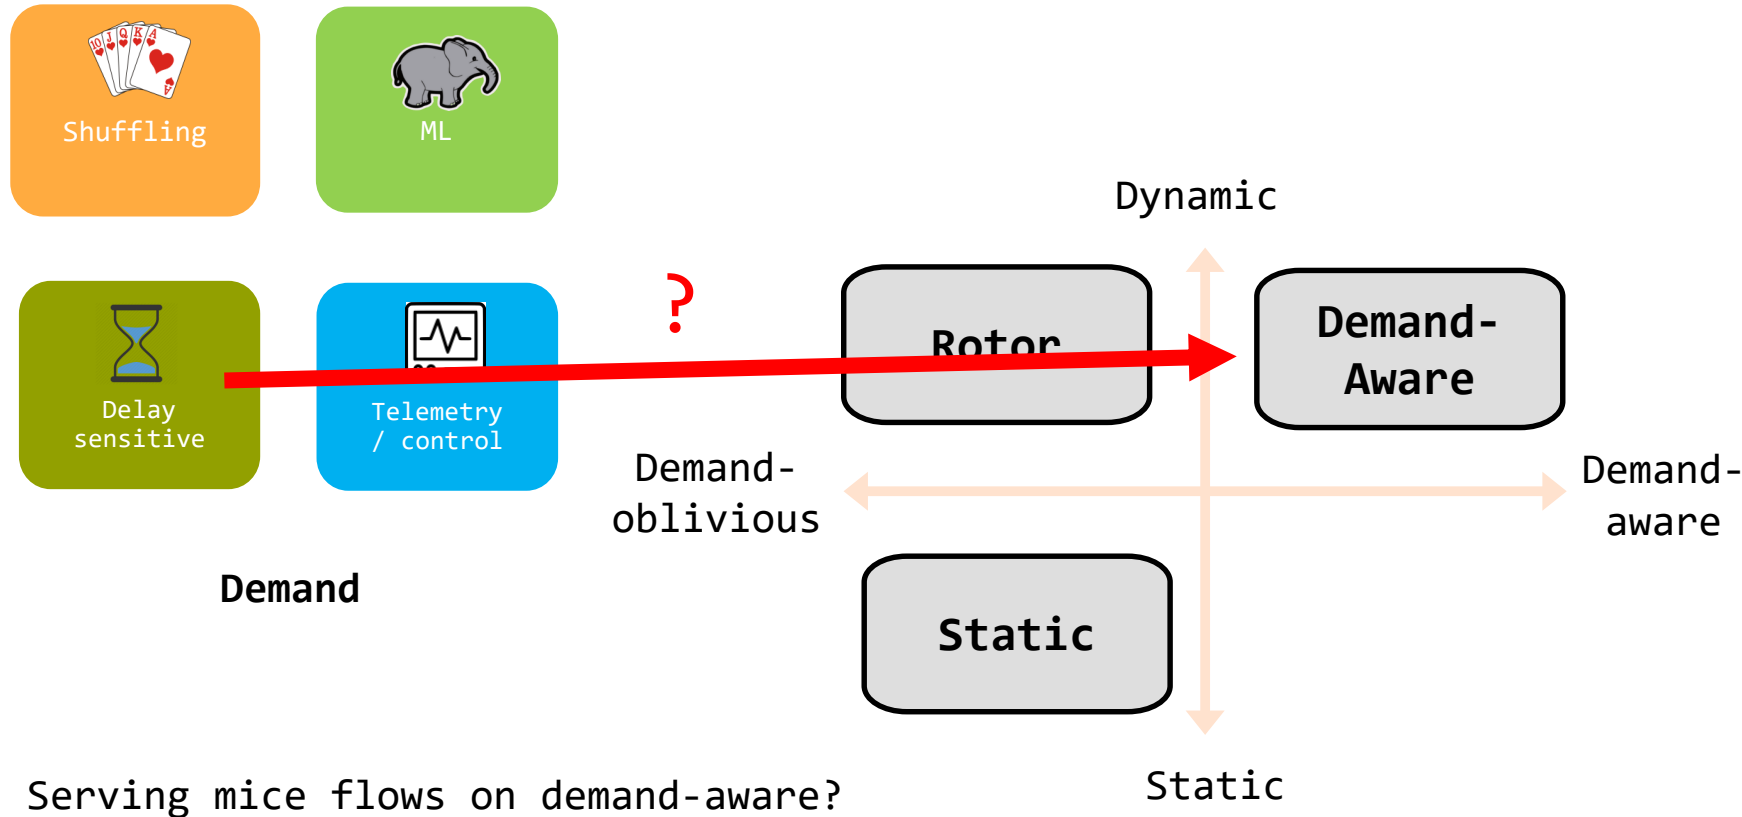 10 J Q K A
A
Shuffling
ML
Dynamic
?
Rotor
Demand-
Aware
Delay
sensitive
Telemetry
/ control
Demand-
oblivious
Demand-
aware
Demand
Static
Static
Serving mice flows on demand-aware?